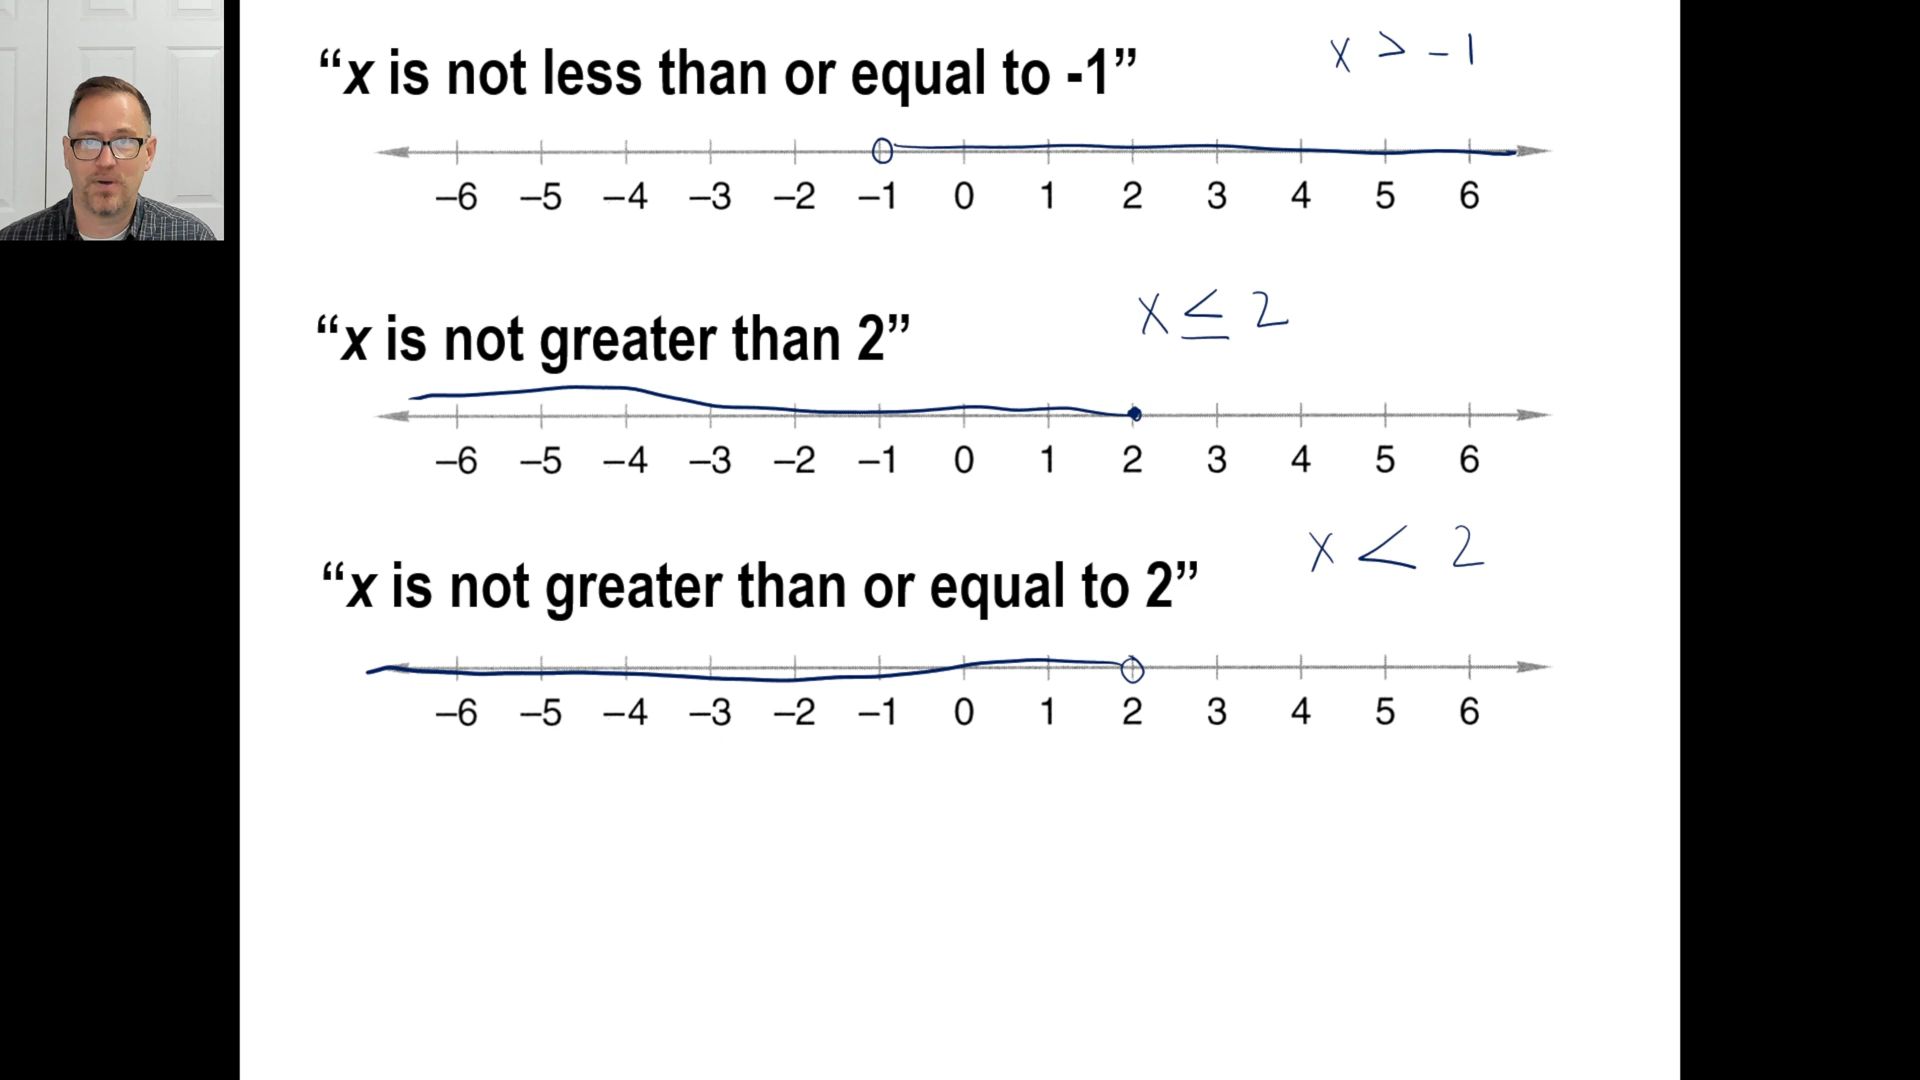 “x is not less than or equal to -1” x > -1
–6 –5 –4 –3 –2 –1 0 1 2 3 4 5 6
“x is not greater than 2” x ≤ 2
–6 –5 –4 –3 –2 –1 0 1 2 3 4 5 6
“x is not greater than or equal to 2” x < 2
–6 –5 –4 –3 –2 –1 0 1 2 3 4 5 6